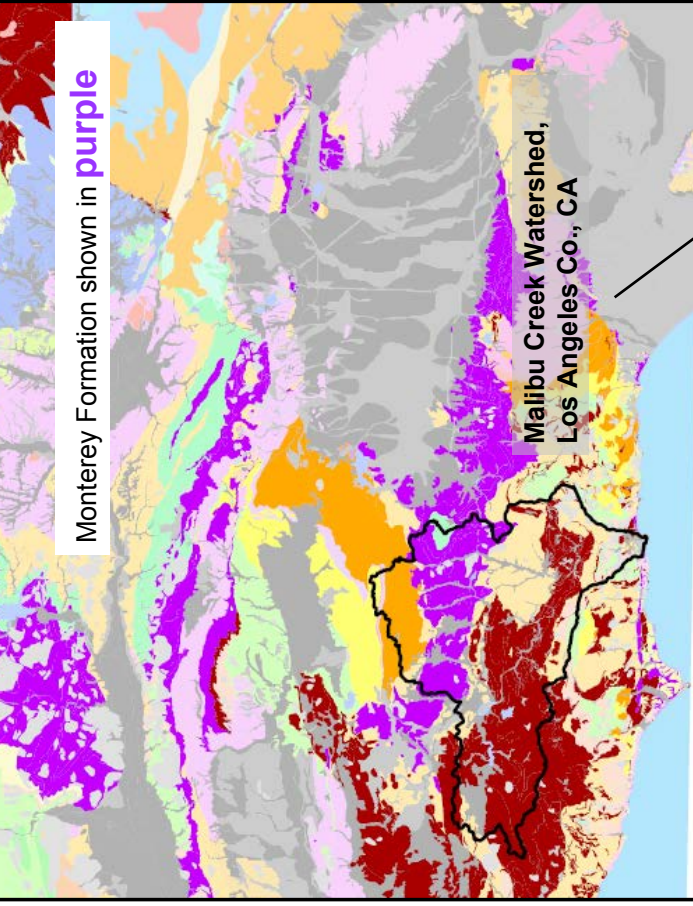 Monterey Formation shown in purple
Malibu Creek Watershed,
Los Angeles Co., CA